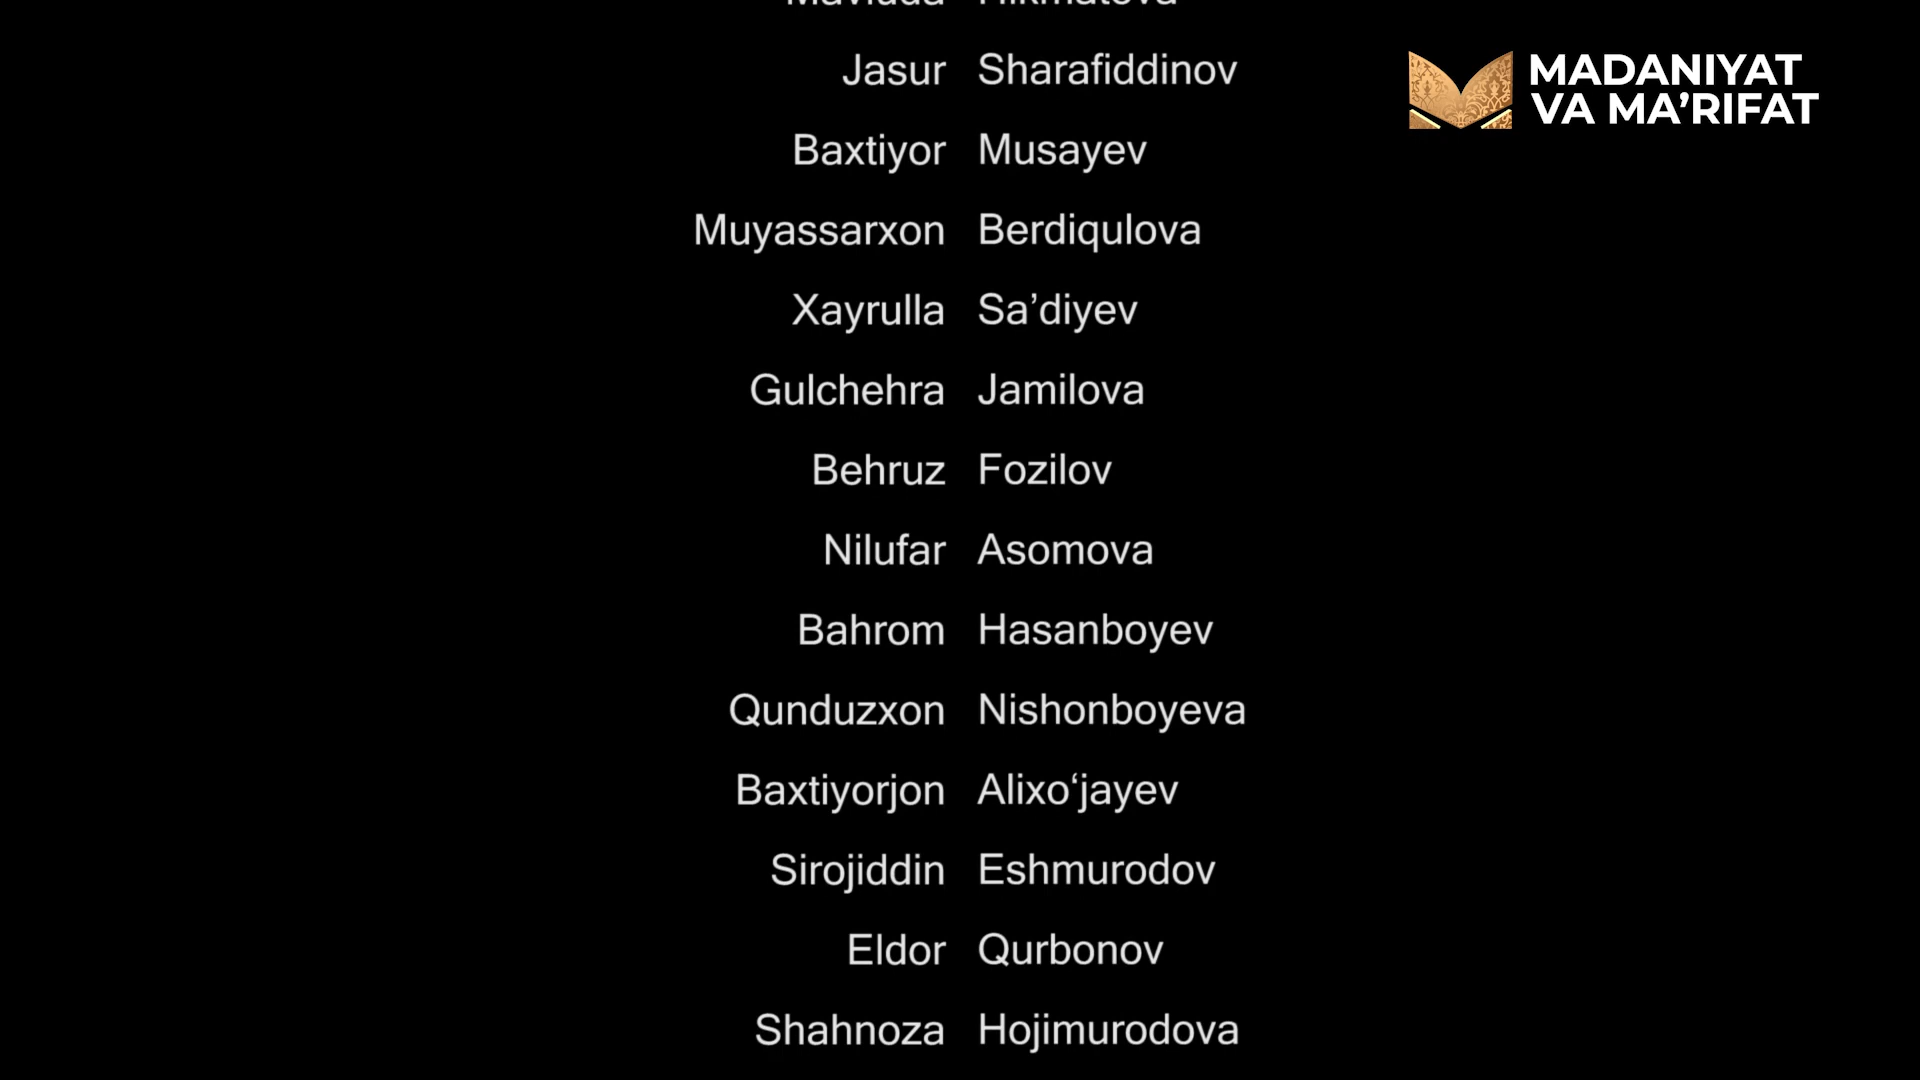 Jasur Sharafiddinov
Baxtiyor Musayev
Muyassarxon Berdiqulova
Xayrulla Sa’diyev
Gulchehra Jamilova
Behruz Fozilov
Nilufar Asomova
Bahrom Hasanboyev
Qunduzxon Nishonboyeva
Baxtiyorjon Alixo‘jayev
Sirojiddin Eshmurodov
Eldor Qurbonov
Shahnoza Hojimurodova
MADANIYAT
VA MA’RIFAT